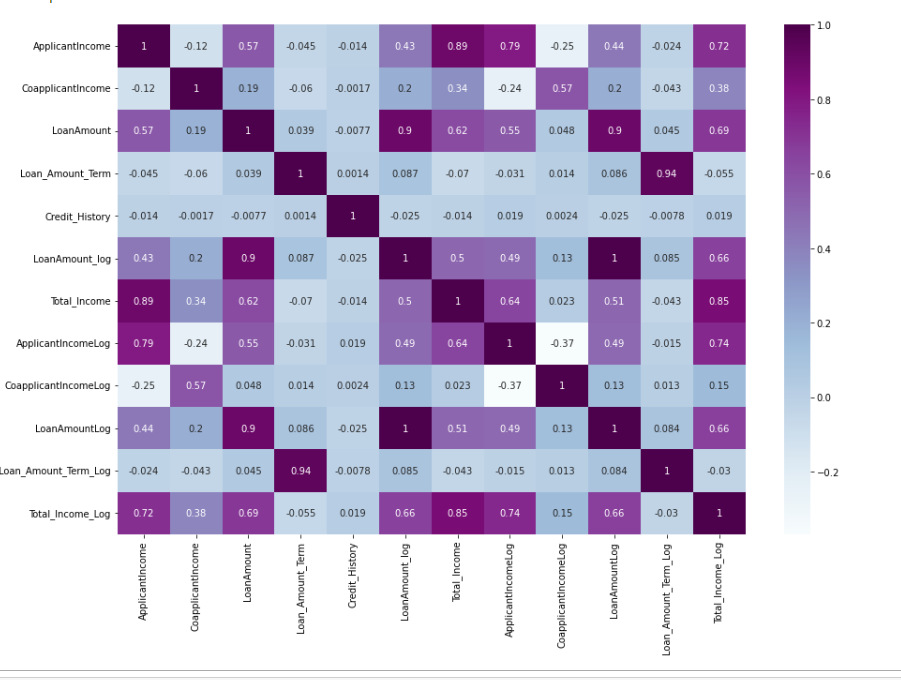 ApplicantIncome 1 -0.12 0.57 -0.045 -0.014 0.43 0.89 0.79 -0.25 0.44 -0.024 0.72
CoapplicantIncome -0.12 1 0.19 -0.06 -0.0017 0.2 0.34 -0.24 0.57 0.2 -0.043 0.38
LoanAmount 0.57 0.19 1 0.039 -0.0077 0.9 0.62 0.55 0.048 0.9 0.045 0.69
Loan_Amount_Term -0.045 -0.06 0.039 1 0.0014 0.087 -0.07 -0.031 0.014 0.086 0.94 -0.055
Credit_History -0.014 -0.0017 -0.0077 0.0014 1 -0.025 -0.014 0.019 0.0024 -0.025 -0.0078 0.019
LoanAmount_log 0.43 0.2 0.9 0.087 -0.025 1 0.5 0.49 0.13 1 0.085 0.66
Total_Income 0.89 0.34 0.62 -0.07 -0.014 0.5 1 0.64 0.023 0.51 -0.043 0.85
ApplicantIncomeLog 0.79 -0.24 0.55 -0.031 0.019 0.49 0.64 1 -0.37 0.49 -0.015 0.74
CoapplicantIncomeLog -0.25 0.57 0.048 0.014 0.0024 0.13 0.023 -0.37 1 0.13 0.013 0.15
LoanAmountLog 0.44 0.2 0.9 0.086 -0.025 1 0.51 0.49 0.13 1 0.084 0.66
Loan_Amount_Term_Log -0.024 -0.043 0.045 0.94 -0.0078 0.085 -0.043 -0.015 0.013 0.084 1 -0.03
Total_Income_Log 0.72 0.38 0.69 -0.055 0.019 0.66 0.85 0.74 0.15 0.66 -0.03 1
ApplicantIncome
CoapplicantIncome
LoanAmount
Loan_Amount_Term
Credit_History
LoanAmount_log
Total_Income
ApplicantIncomeLog
CoapplicantIncomeLog
LoanAmountLog
Loan_Amount_Term_Log
Total_Income_Log
1.0
0.8
0.6
0.4
0.2
0.0
−0.2